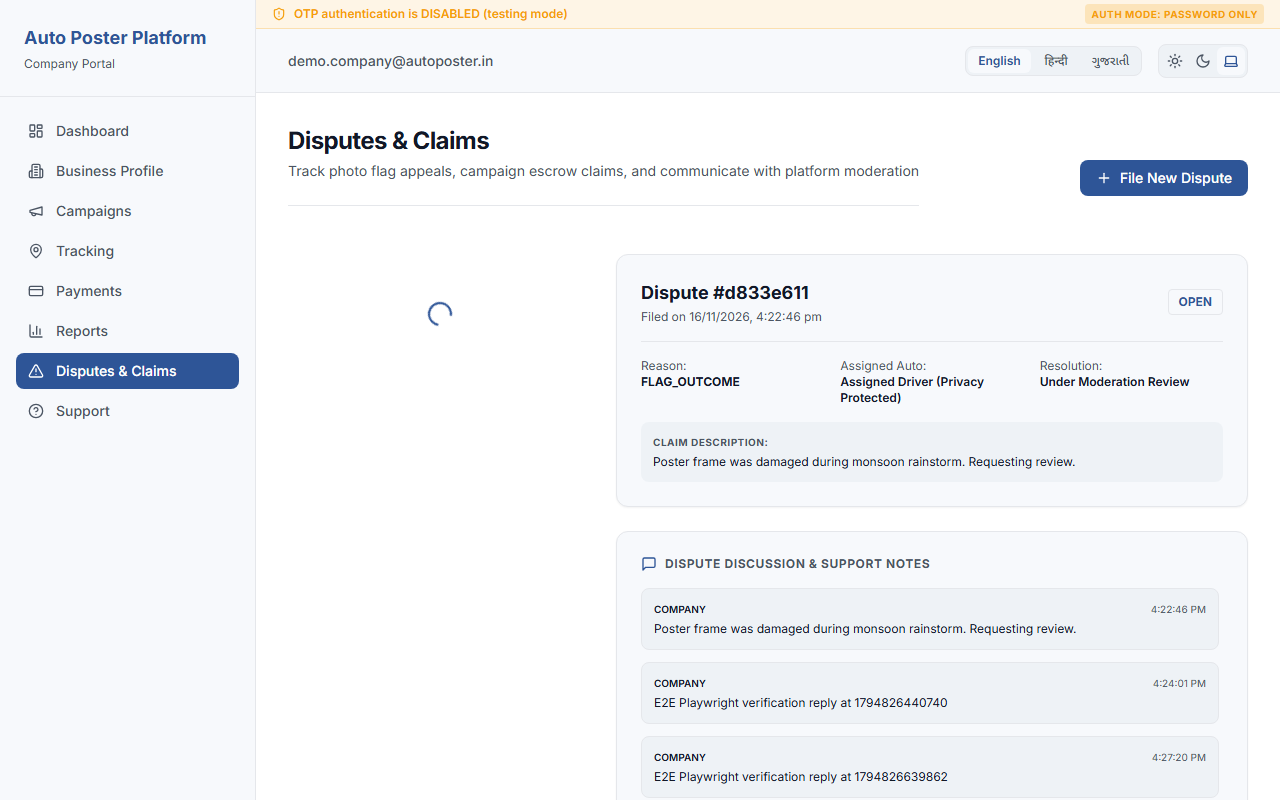 OTP authentication is DISABLED (testing mode)
AUTH MODE: PASSWORD ONLY
Auto Poster Platform
Company Portal
demo.company@autoposter.in
English
हिन्दी
ગુજરાતી
Dashboard
Business Profile
Campaigns
Tracking
Payments
Reports
Disputes & Claims
Support
Disputes & Claims
Track photo flag appeals, campaign escrow claims, and communicate with platform moderation
File New Dispute
Dispute #d833e611
Filed on 16/11/2026, 4:22:46 pm
OPEN
Reason:
FLAG_OUTCOME
Assigned Auto:
Assigned Driver (Privacy
Protected)
Resolution:
Under Moderation Review
CLAIM DESCRIPTION:
Poster frame was damaged during monsoon rainstorm. Requesting review.
DISPUTE DISCUSSION & SUPPORT NOTES
COMPANY
4:22:46 PM
Poster frame was damaged during monsoon rainstorm. Requesting review.
COMPANY
4:24:01 PM
E2E Playwright verification reply at 1794826440740
COMPANY
4:27:20 PM
E2E Playwright verification reply at 1794826639862